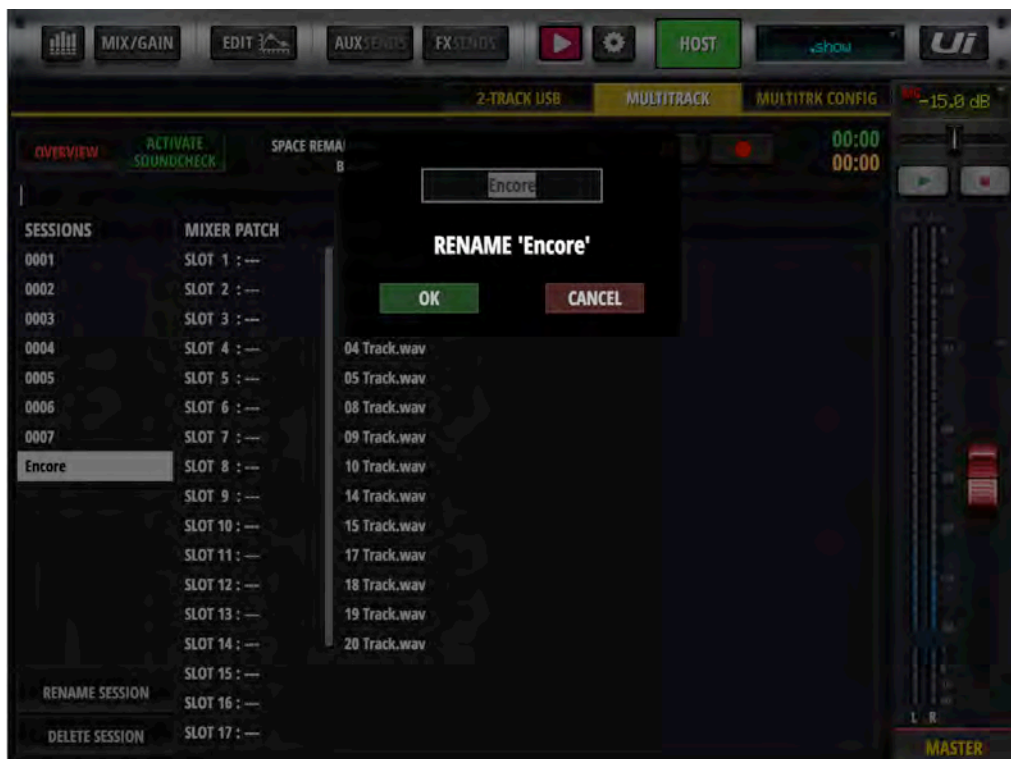 MIX/GAIN EDIT AUX SENDS FX SENDS HOST .show Ui
2-TRACK USB MULTITRACK MULTITRK CONFIG -15.0 dB
OVERVIEW ACTIVATE SOUNDCHECK SPACE REMAI 00:00
B 00:00
Encore
SESSIONS MIXER PATCH
RENAME 'Encore'
0001 SLOT 1 : ---
0002 SLOT 2 : ---
OK CANCEL
0003 SLOT 3 : ---
0004 SLOT 4 : --- 04 Track.wav
0005 SLOT 5 : --- 05 Track.wav
0006 SLOT 6 : --- 08 Track.wav
0007 SLOT 7 : --- 09 Track.wav
Encore SLOT 8 : --- 10 Track.wav
SLOT 9 : --- 14 Track.wav
SLOT 10 : --- 15 Track.wav
SLOT 11 : --- 17 Track.wav
SLOT 12 : --- 18 Track.wav
SLOT 13 : --- 19 Track.wav
SLOT 14 : --- 20 Track.wav
SLOT 15 : ---
RENAME SESSION SLOT 16 : ---
DELETE SESSION SLOT 17 : ---
L R
MASTER